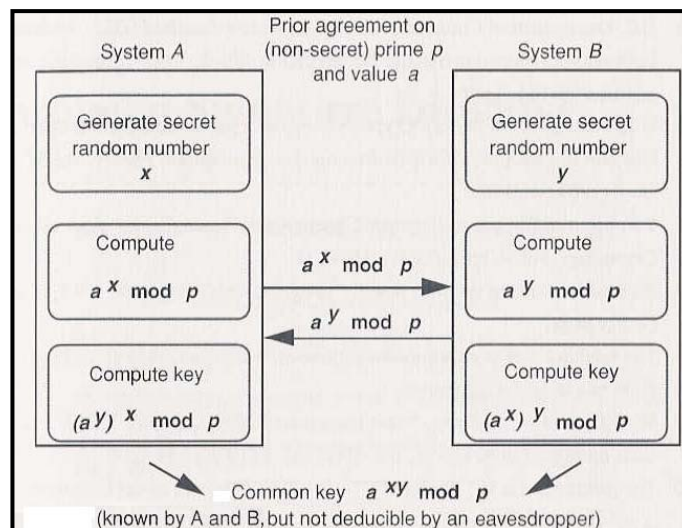 Prior agreement on
(non-secret) prime p
and value a
System A
System B
Generate secret
random number
x
Compute
a^x mod p
Compute key
(a^y)^x mod p
a^x mod p
a^y mod p
Generate secret
random number
y
Compute
a^y mod p
Compute key
(a^x)^y mod p
Common key a^xy mod p
(known by A and B, but not deducible by an eavesdropper)